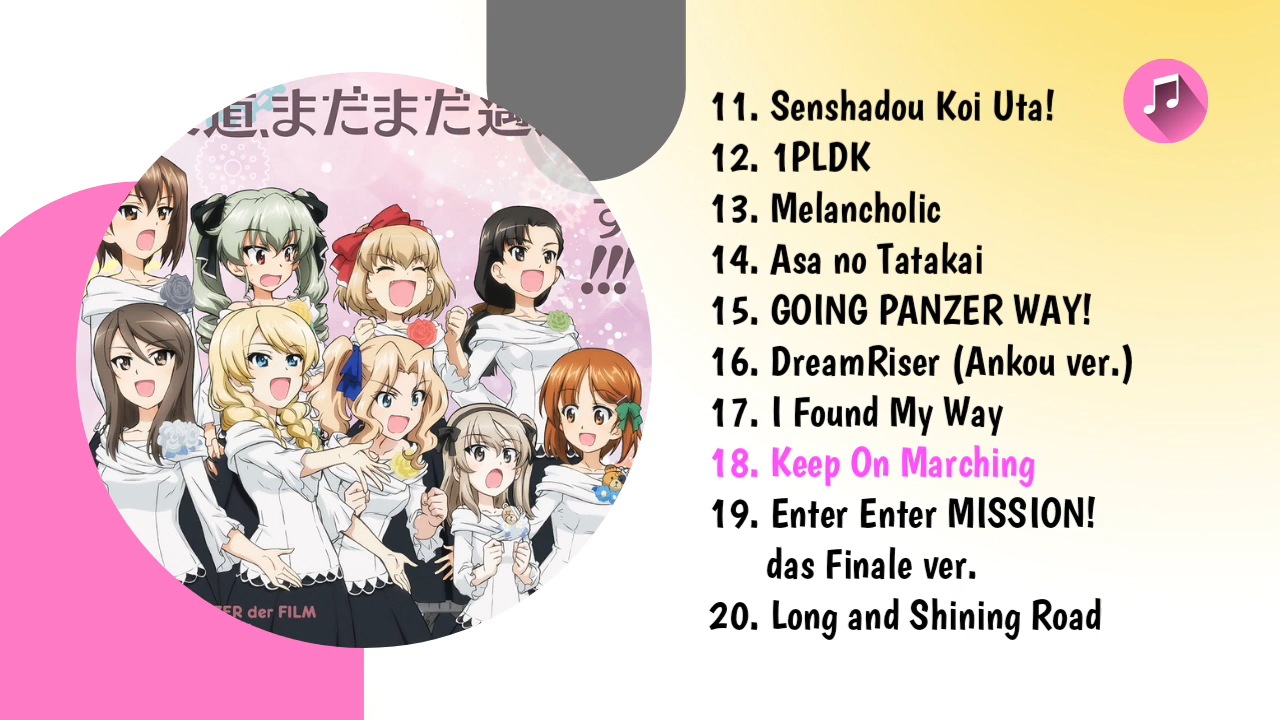 道、まだまだ
す
!!!
der FILM
11. Senshadou Koi Uta!
12. 1PLDK
13. Melancholic
14. Asa no Tatakai
15. GOING PANZER WAY!
16. DreamRiser (Ankou ver.)
17. I Found My Way
18. Keep On Marching
19. Enter Enter MISSION!
das Finale ver.
20. Long and Shining Road